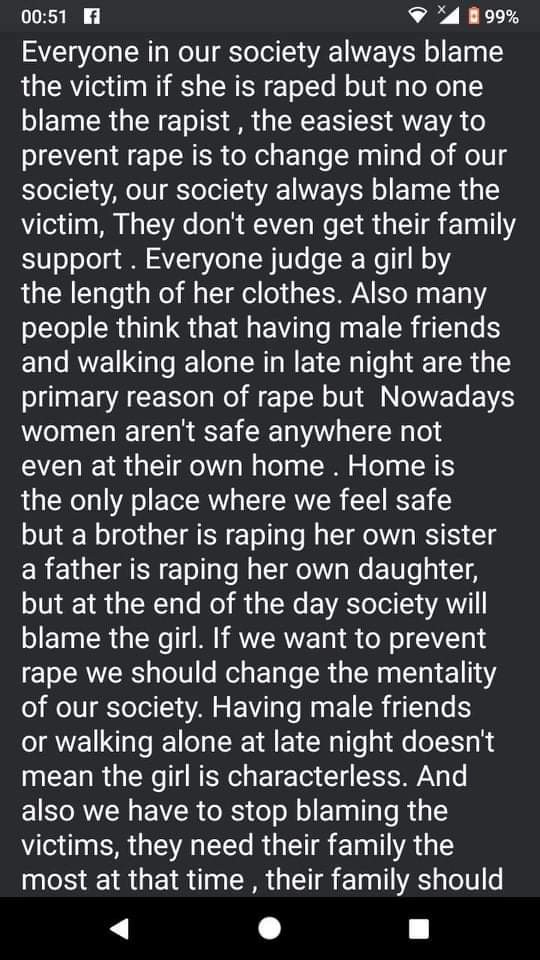 00:51 99%
Everyone in our society always blame
the victim if she is raped but no one
blame the rapist , the easiest way to
prevent rape is to change mind of our
society, our society always blame the
victim, They don't even get their family
support . Everyone judge a girl by
the length of her clothes. Also many
people think that having male friends
and walking alone in late night are the
primary reason of rape but  Nowadays
women aren't safe anywhere not
even at their own home . Home is
the only place where we feel safe
but a brother is raping her own sister
a father is raping her own daughter,
but at the end of the day society will
blame the girl. If we want to prevent
rape we should change the mentality
of our society. Having male friends
or walking alone at late night doesn't
mean the girl is characterless. And
also we have to stop blaming the
victims, they need their family the
most at that time , their family should